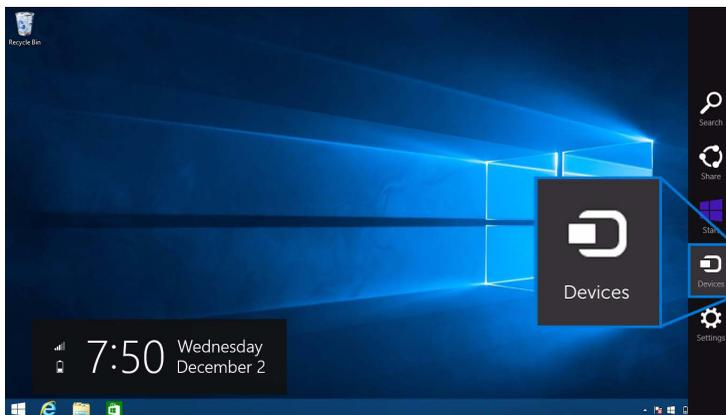 Recycle Bin
Search
Share
Start
Devices
Devices
Settings
7:50
Wednesday
December 2